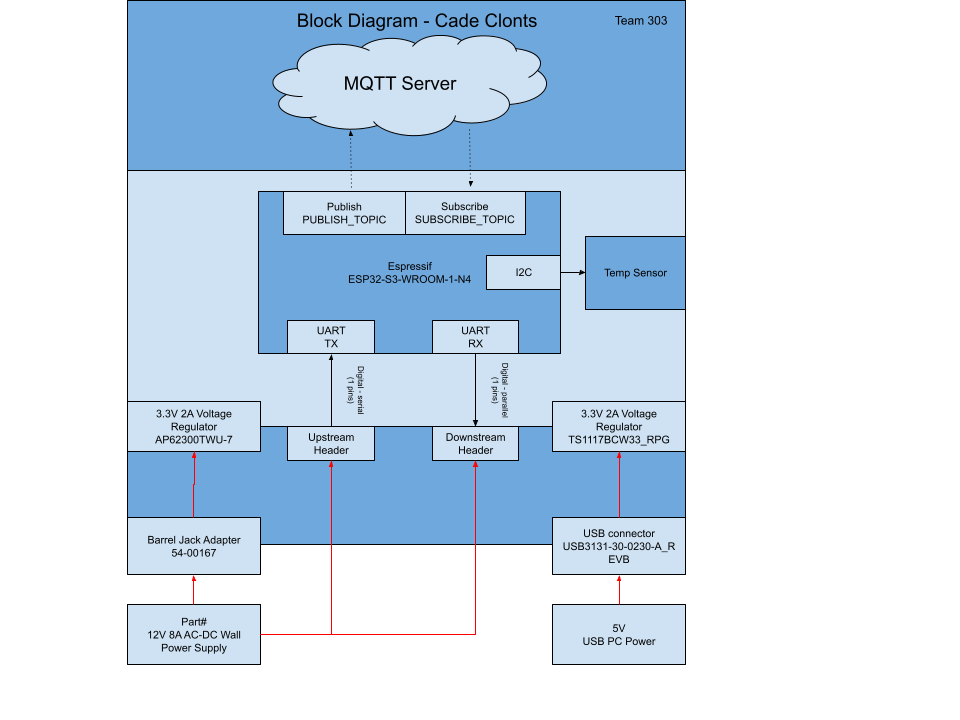 Block Diagram - Cade Clonts
Team 303
MQTT Server
Publish
PUBLISH_TOPIC
Subscribe
SUBSCRIBE_TOPIC
Espressif
ESP32-S3-WROOM-1-N4
I2C
Temp Sensor
UART
TX
UART
RX
Digital - serial
(1 pins)
Digital - parallel
(1 pins)
3.3V 2A Voltage
Regulator
AP62300TWU-7
Upstream
Header
Downstream
Header
3.3V 2A Voltage
Regulator
TS1117BCW33_RPG
Barrel Jack Adapter
54-00167
USB connector
USB3131-30-0230-A_R
EVB
Part#
12V 8A AC-DC Wall
Power Supply
5V
USB PC Power